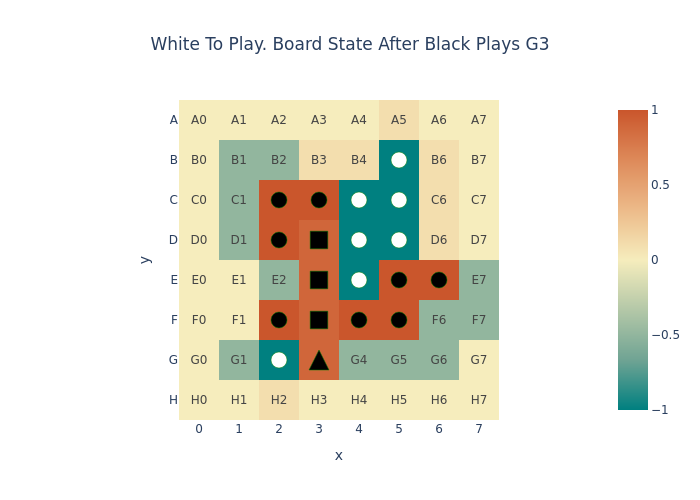 White To Play. Board State After Black Plays G3
A A0 A1 A2 A3 A4 A5 A6 A7
B B0 B1 B2 B3 B4 B6 B7
C C0 C1 C6 C7
D D0 D1 D6 D7
E E0 E1 E2 E7
F F0 F1 F6 F7
G G0 G1 G4 G5 G6 G7
H H0 H1 H2 H3 H4 H5 H6 H7
0 1 2 3 4 5 6 7
x
y
1
0.5
0
−0.5
−1